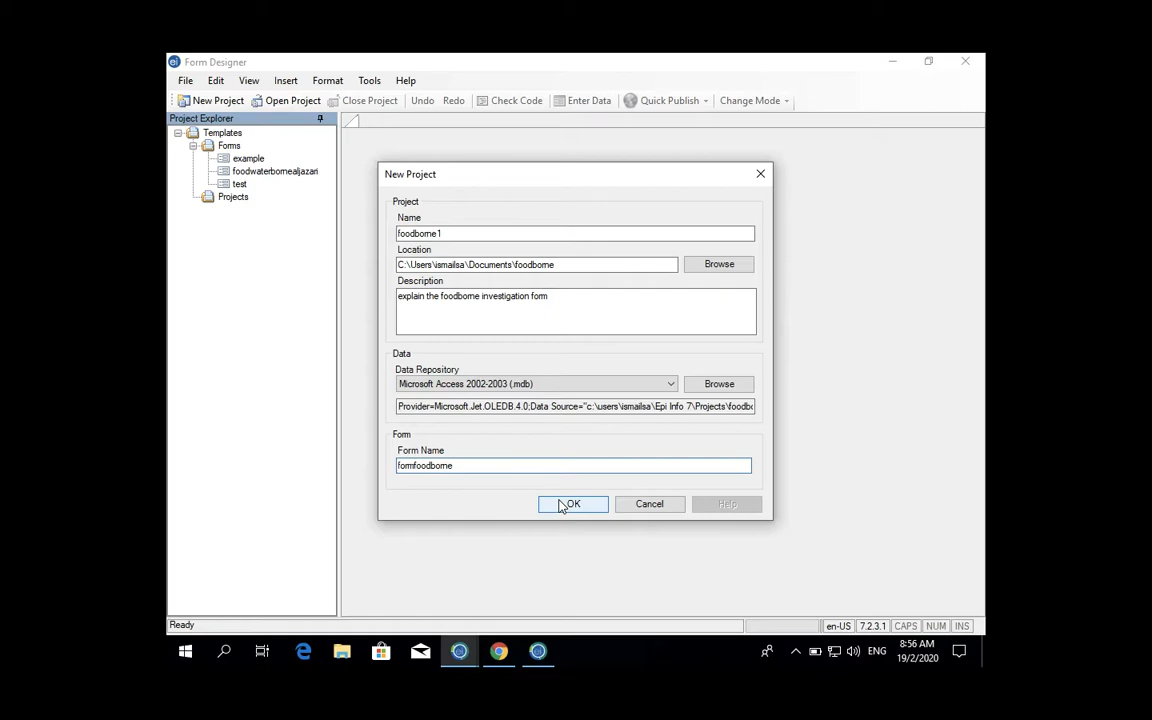 Form Designer
File Edit View Insert Format Tools Help
New Project Open Project Close Project Undo Redo Check Code Enter Data Quick Publish Change Mode
Project Explorer
Templates
Forms
example
foodwaterbornealjazari
test
Projects
New Project
Project
Name
foodborne1
Location
C:\Users\ismailsa\Documents\foodborne
Browse
Description
explain the foodborne investigation form
Data
Data Repository
Microsoft Access 2002-2003 (.mdb)
Browse
Provider=Microsoft.Jet.OLEDB.4.0;Data Source="c:\users\ismailsa\Epi Info 7\Projects\foodbo
Form
Form Name
formfoodborne
OK Cancel Help
Ready
en-US 7.2.3.1 CAPS NUM INS
ENG
8:56 AM
19/2/2020